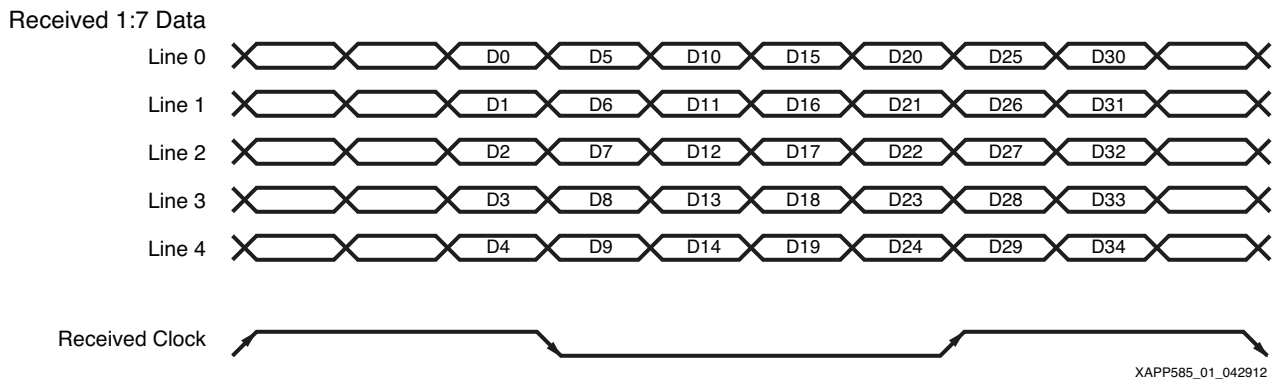 Received 1:7 Data
Line 0 D0 D5 D10 D15 D20 D25 D30
Line 1 D1 D6 D11 D16 D21 D26 D31
Line 2 D2 D7 D12 D17 D22 D27 D32
Line 3 D3 D8 D13 D18 D23 D28 D33
Line 4 D4 D9 D14 D19 D24 D29 D34
Received Clock
XAPP585_01_042912